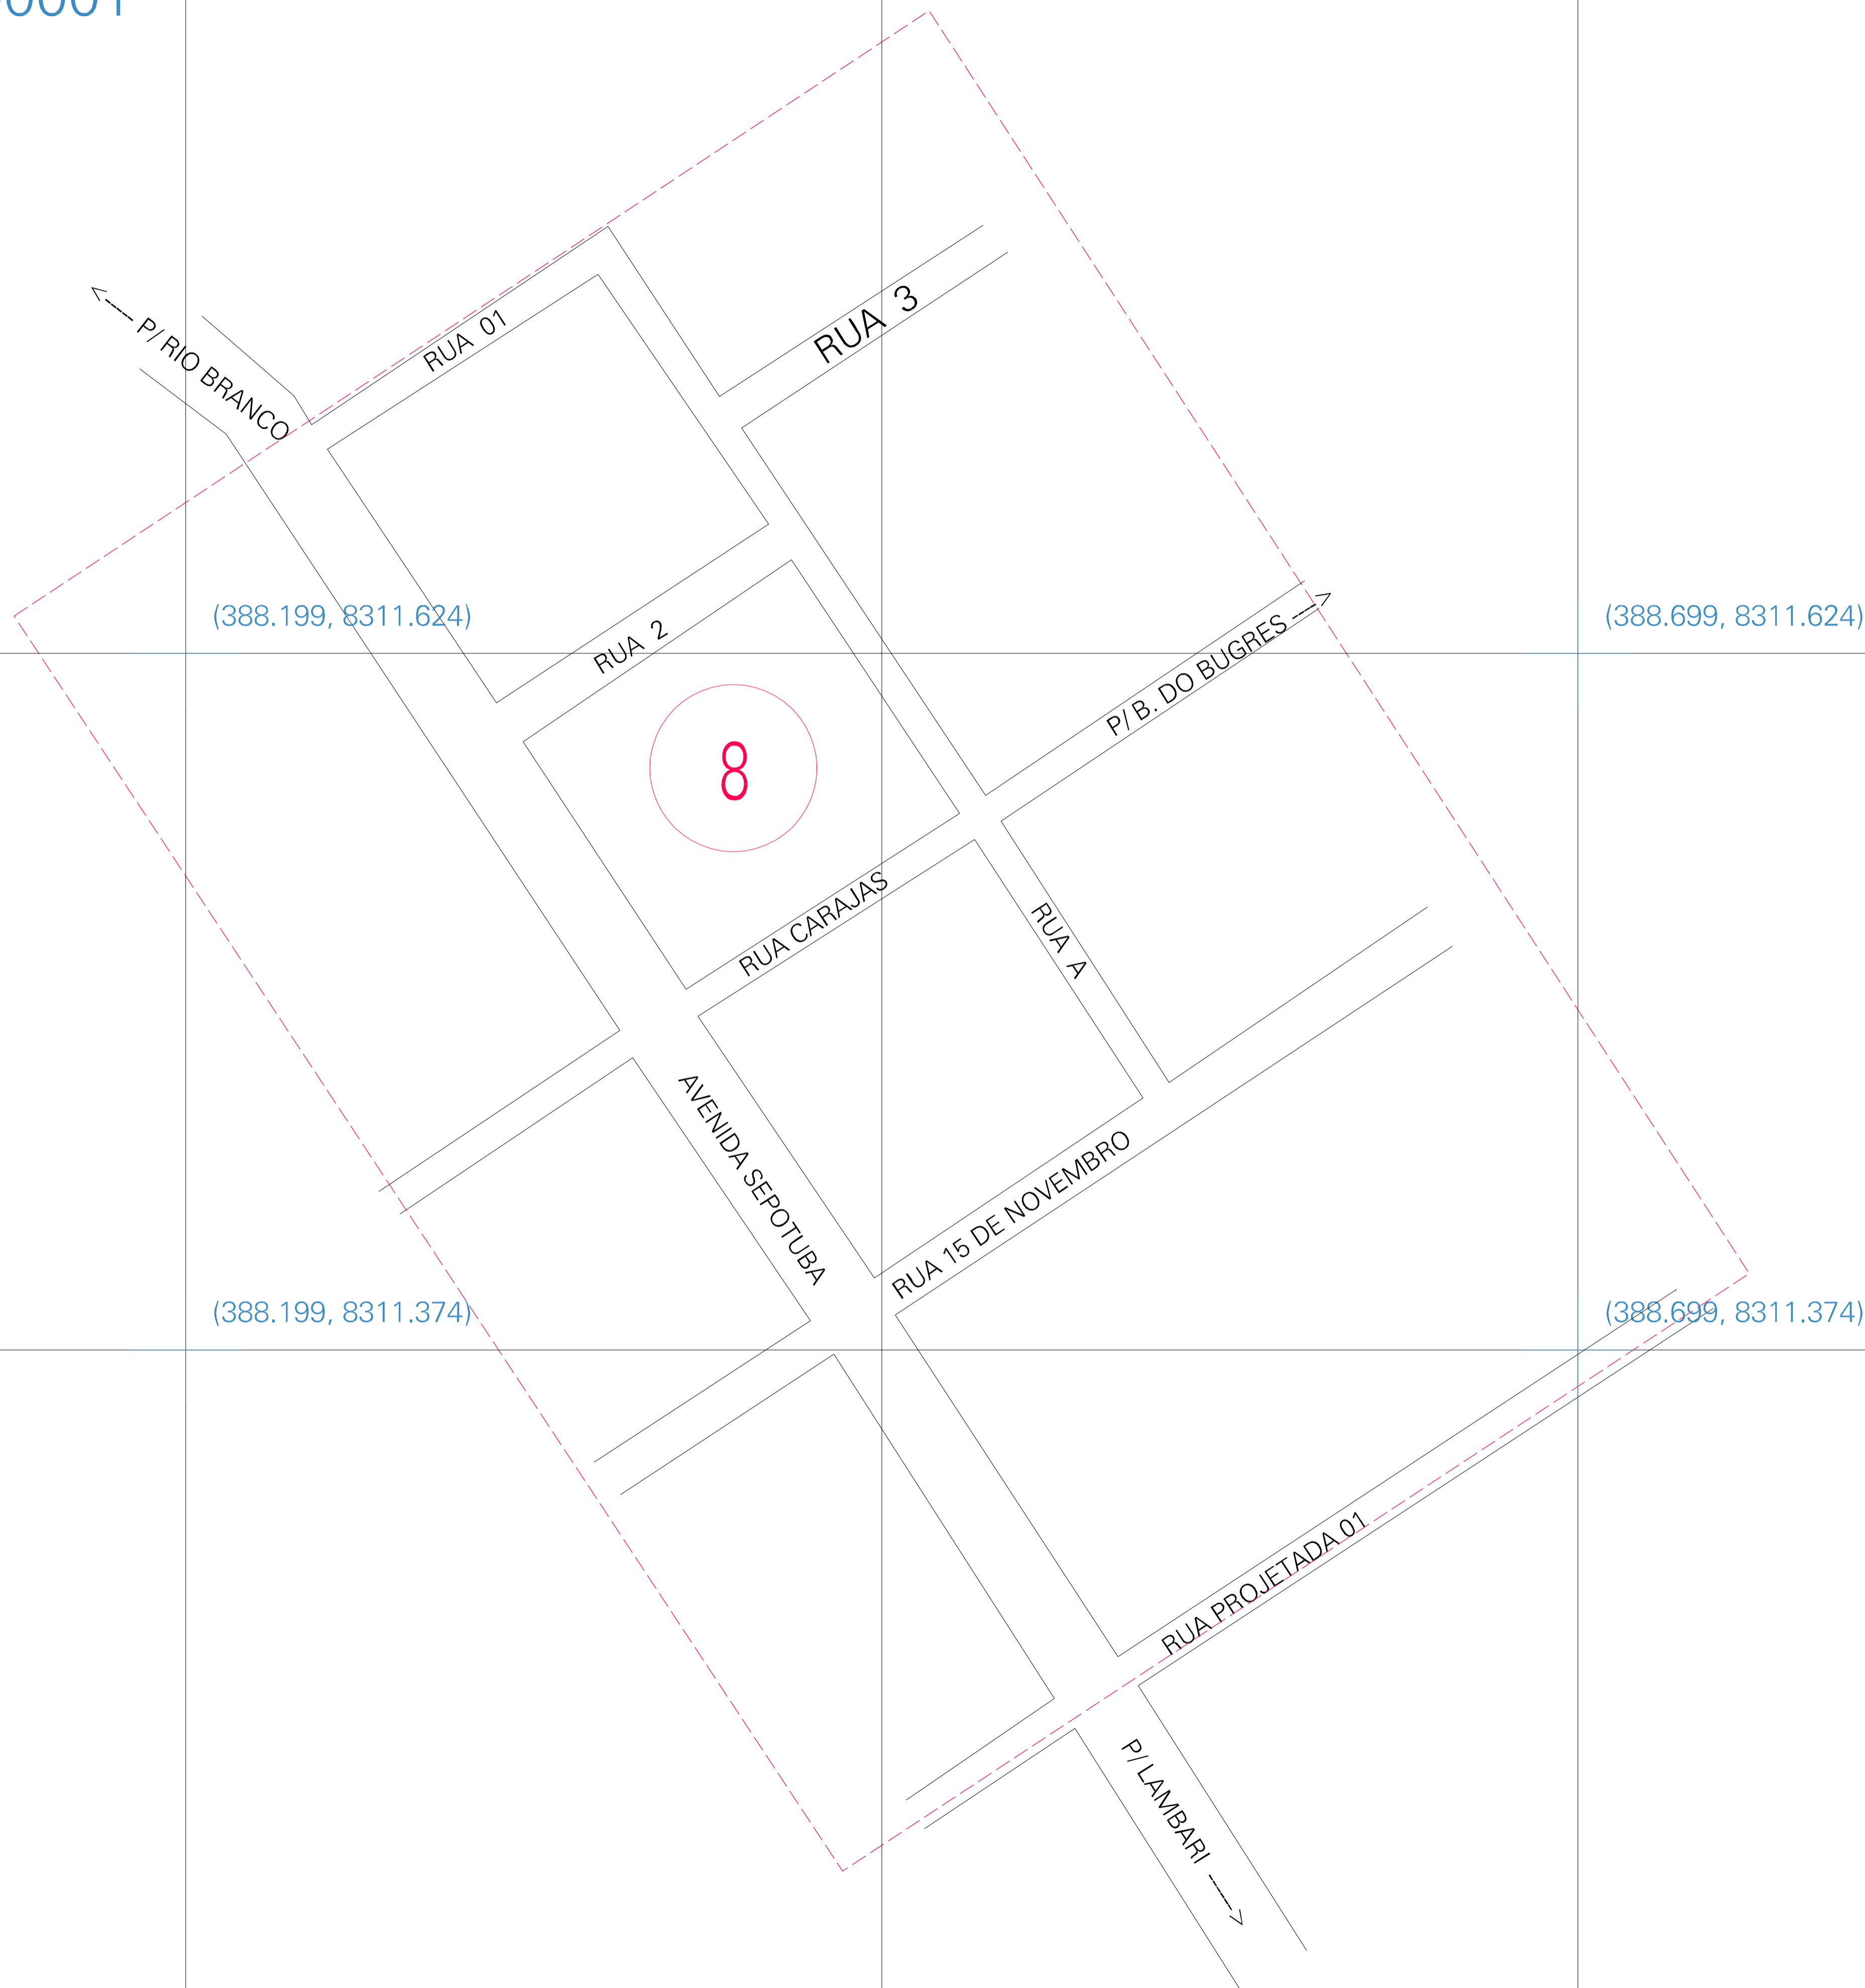 RUA 01
RUA 3
P/ RIO BRANCO
(388.199, 8311.624)
(388.699, 8311.624)
RUA 2
P/ B. DO BUGRES
8
RUA CARAJAS
RUA A
AVENIDA SEPOTUBA
RUA 15 DE NOVEMBRO
(388.199, 8311.374)
(388.699, 8311.374)
RUA PROJETADA 01
P/ LAMBARI